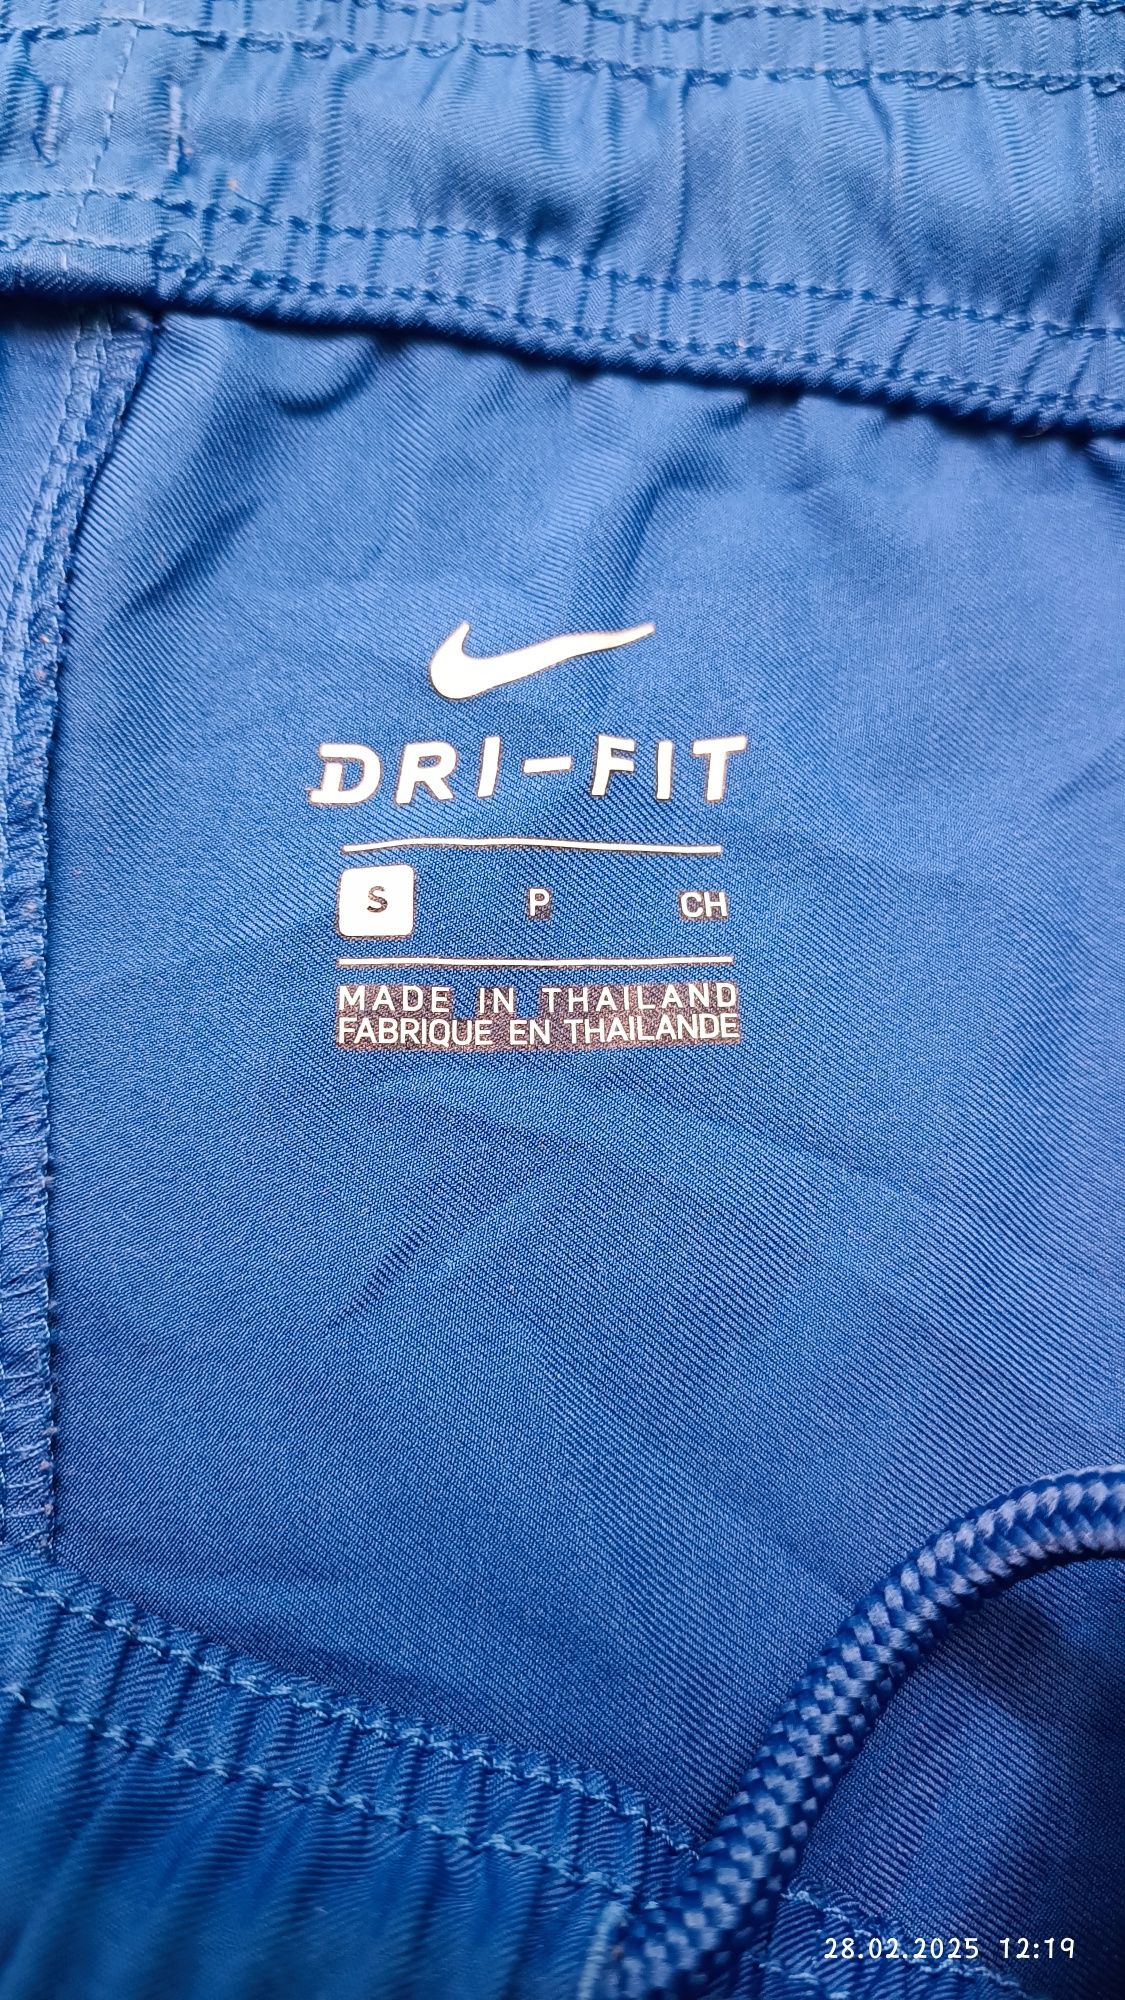 DRI-FIT
S P CH
MADE IN THAILAND
FABRIQUE EN THAILANDE
28.02.2025 12:19